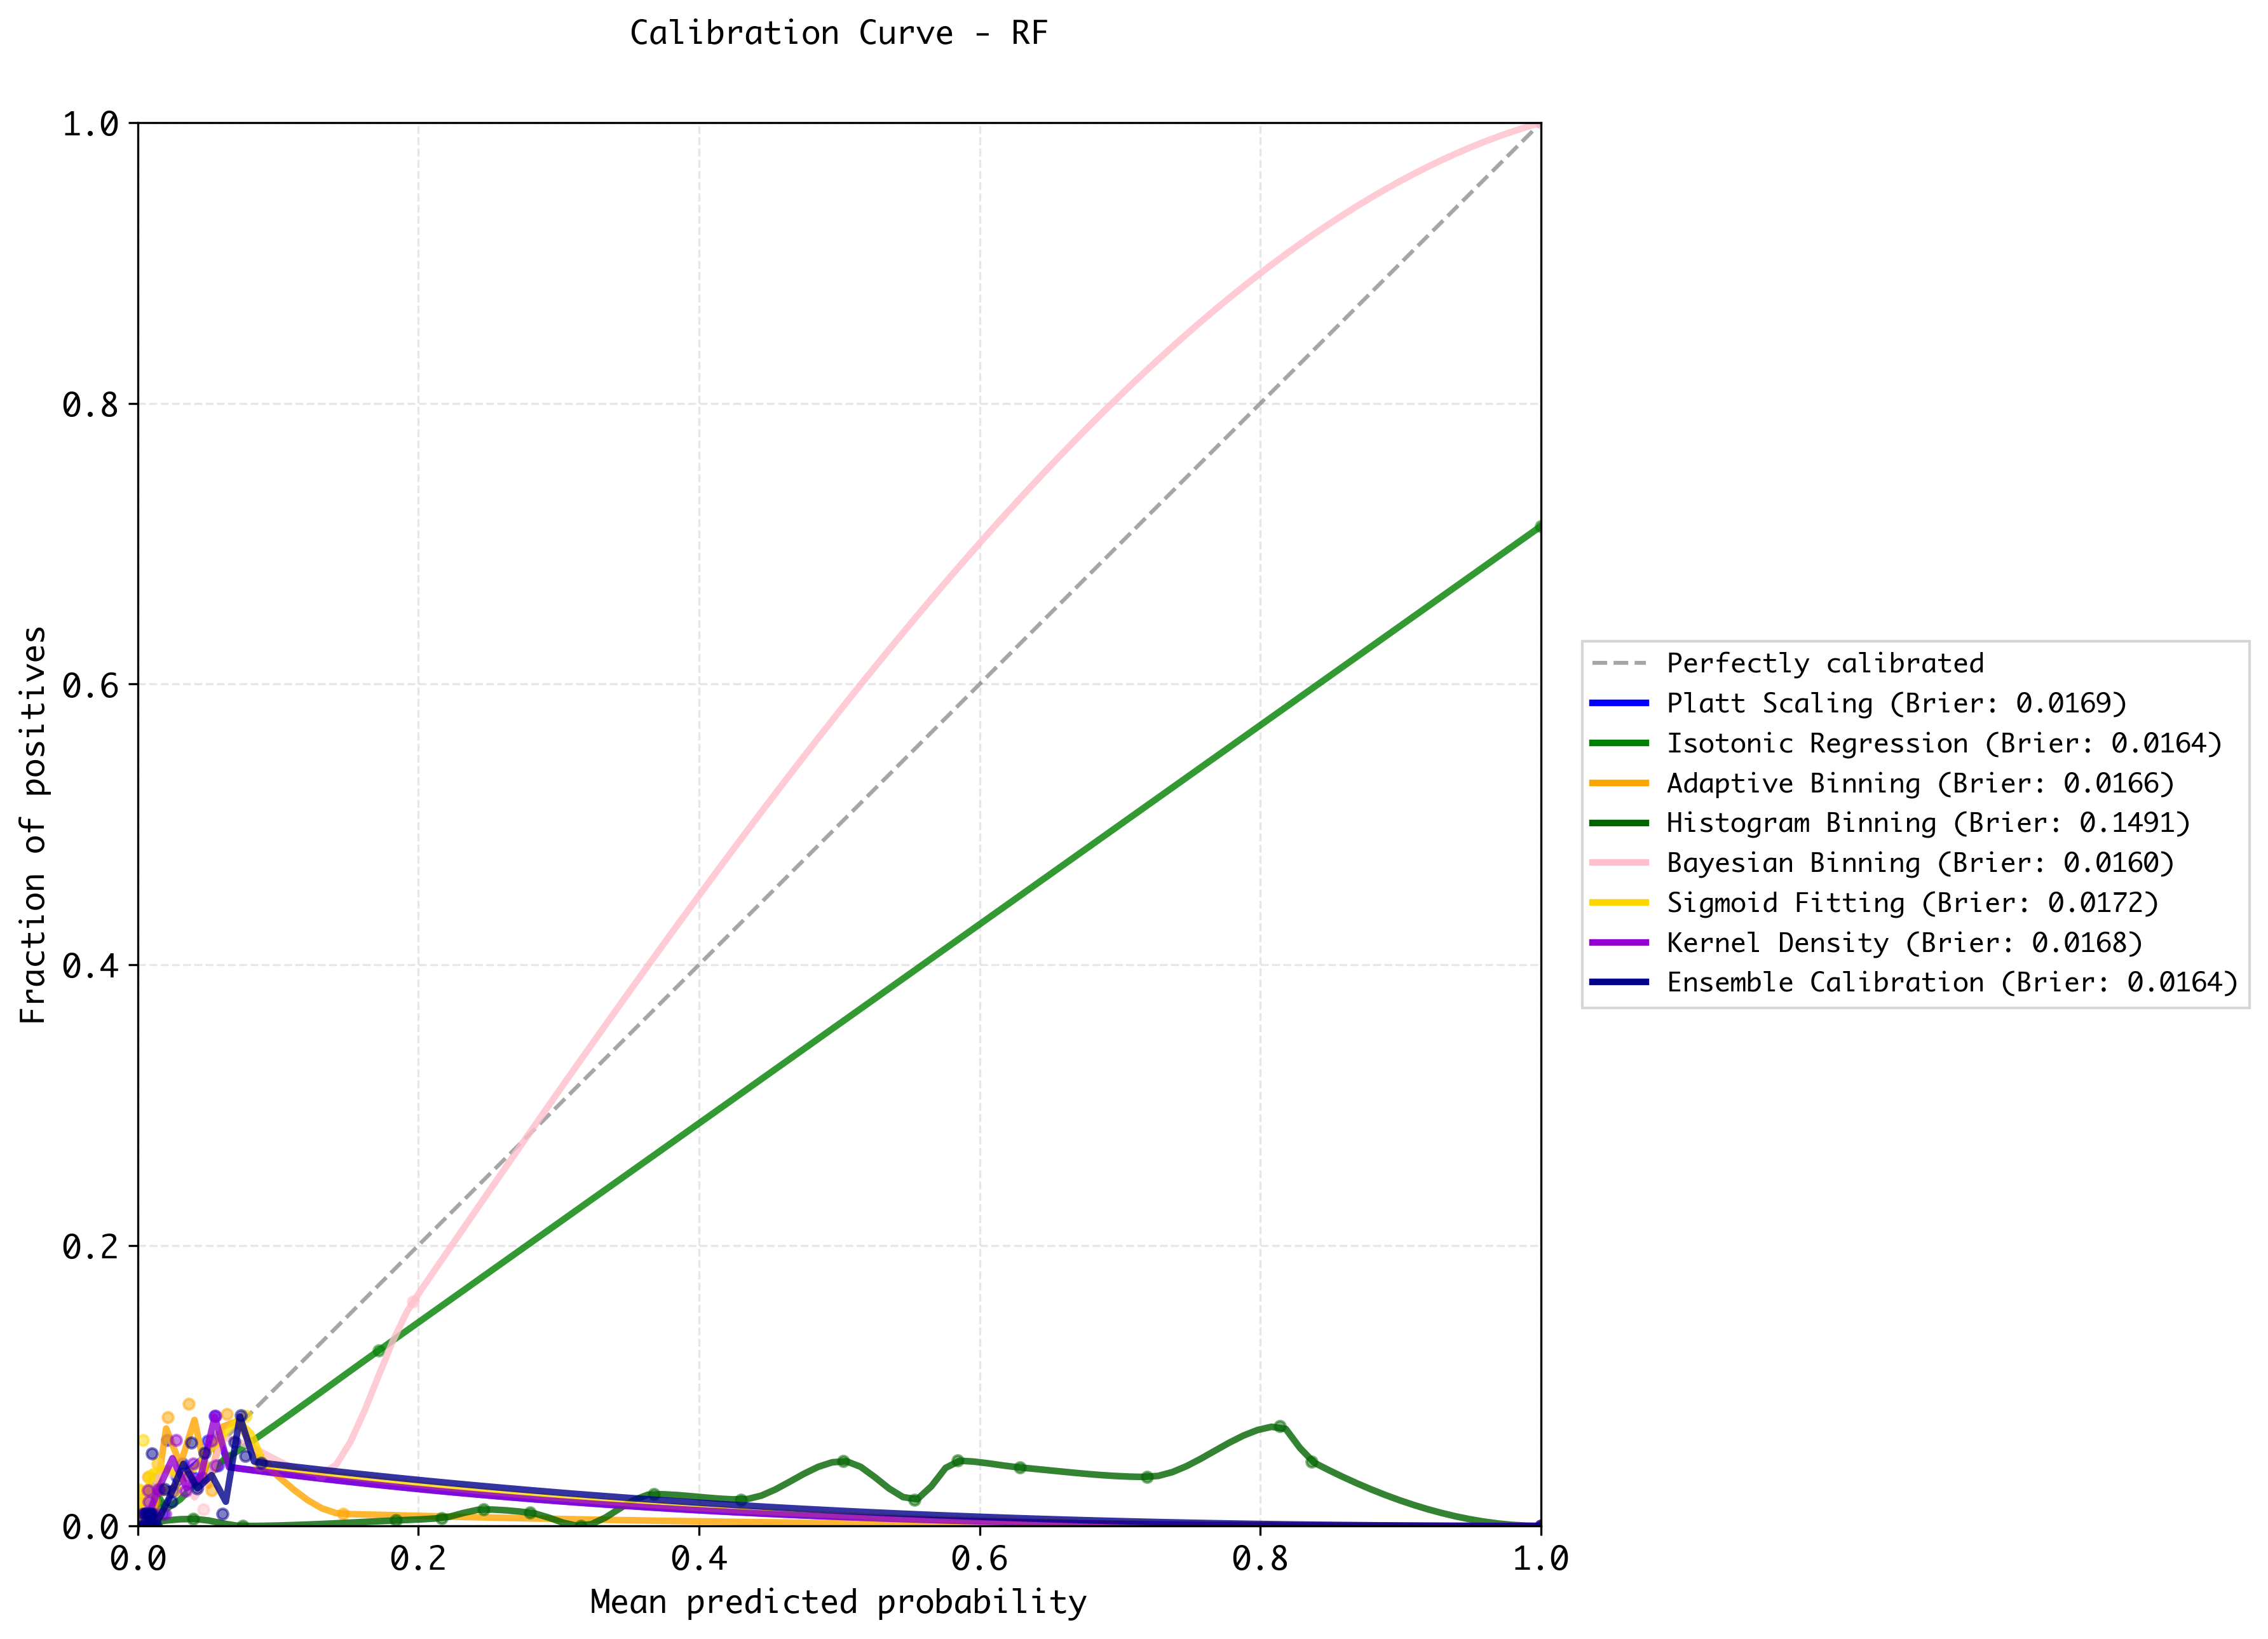 Calibration Curve - RF
1.0
0.8
0.6
0.4
0.2
0.0
0.0 0.2 0.4 0.6 0.8 1.0
Fraction of positives
Mean predicted probability
Perfectly calibrated
Platt Scaling (Brier: 0.0169)
Isotonic Regression (Brier: 0.0164)
Adaptive Binning (Brier: 0.0166)
Histogram Binning (Brier: 0.1491)
Bayesian Binning (Brier: 0.0160)
Sigmoid Fitting (Brier: 0.0172)
Kernel Density (Brier: 0.0168)
Ensemble Calibration (Brier: 0.0164)